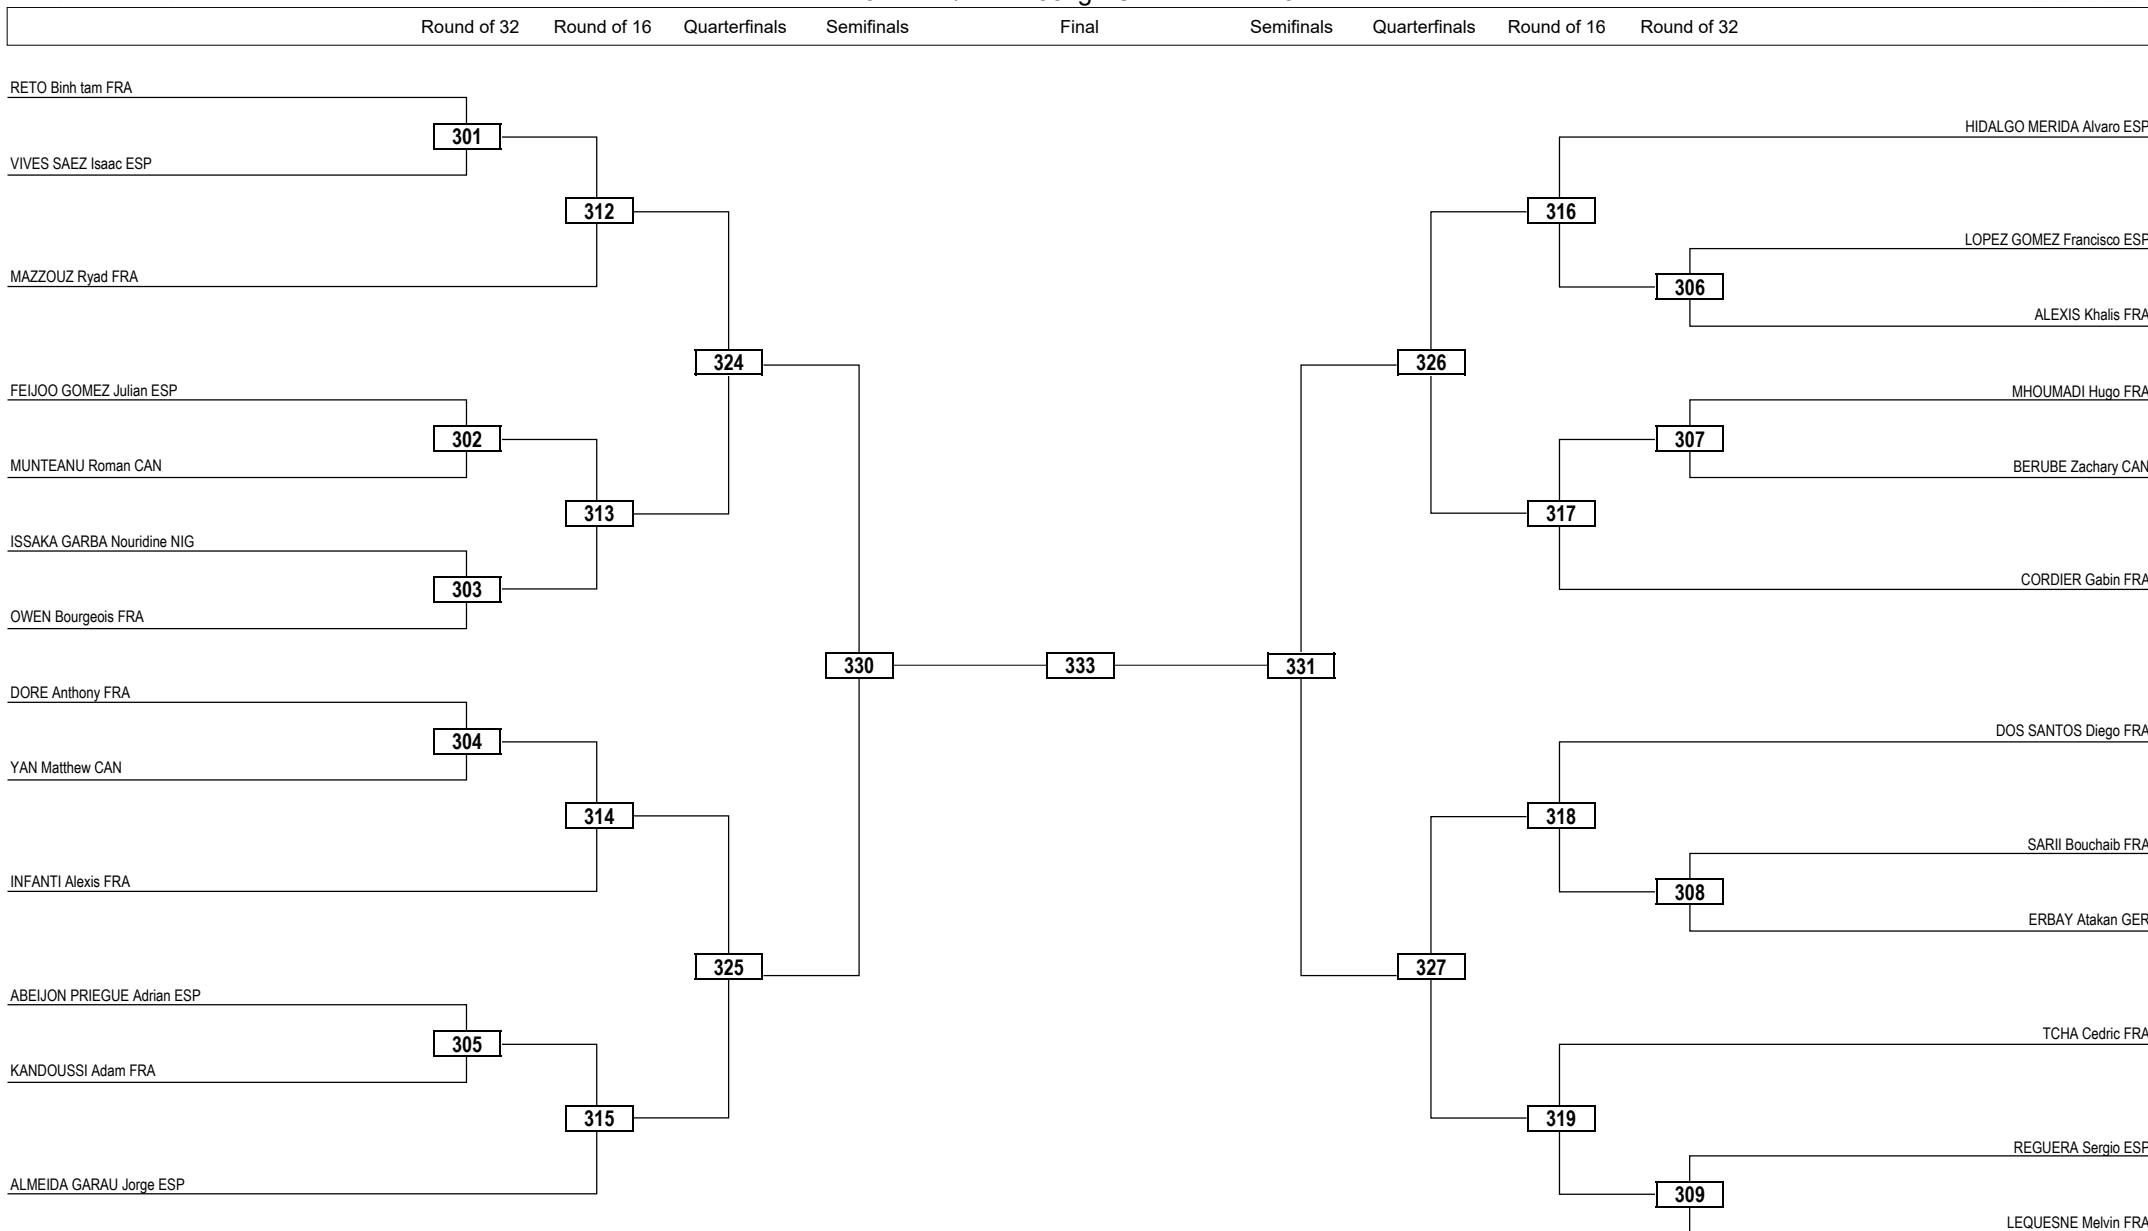 Round of 32 Round of 16 Quarterfinals Semifinals Final Semifinals Quarterfinals Round of 16 Round of 32
RETO Binh tam FRA
301
VIVES SAEZ Isaac ESP
312
MAZZOUZ Ryad FRA
324
FEIJOO GOMEZ Julian ESP
302
MUNTEANU Roman CAN
313
ISSAKA GARBA Nouridine NIG
303
OWEN Bourgeois FRA
330
DORE Anthony FRA
304
YAN Matthew CAN
314
INFANTI Alexis FRA
325
ABEIJON PRIEGUE Adrian ESP
305
KANDOUSSI Adam FRA
315
ALMEIDA GARAU Jorge ESP
333
HIDALGO MERIDA Alvaro ESP
316
LOPEZ GOMEZ Francisco ESP
306
ALEXIS Khalis FRA
326
MHOUMADI Hugo FRA
307
BERUBE Zachary CAN
317
CORDIER Gabin FRA
331
DOS SANTOS Diego FRA
318
SARII Bouchaib FRA
308
ERBAY Atakan GER
327
TCHA Cedric FRA
319
REGUERA Sergio ESP
309
LEQUESNE Melvin FRA